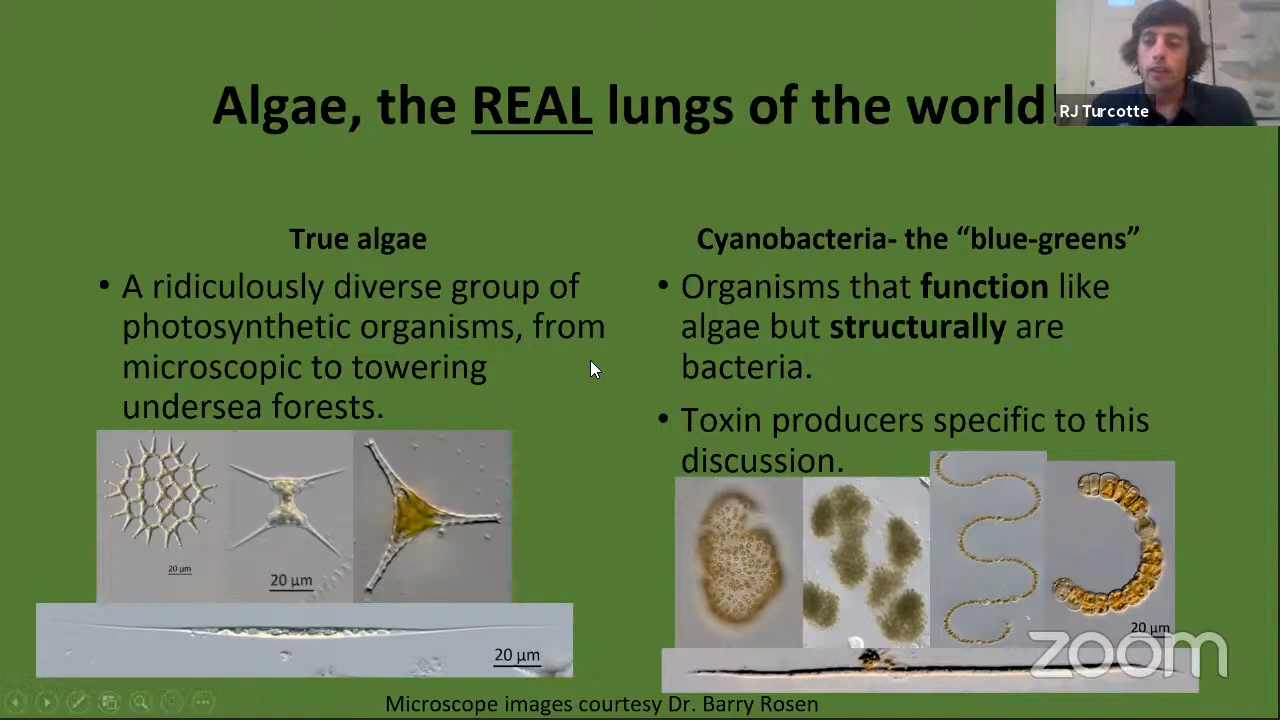 Algae, the REAL lungs of the world!
RJ Turcotte
True algae
• A ridiculously diverse group of
photosynthetic organisms, from
microscopic to towering
undersea forests.
Cyanobacteria- the “blue-greens”
• Organisms that function like
algae but structurally are
bacteria.
• Toxin producers specific to this
discussion.
20 µm
20 µm
20 µm
20 µm
zoom
Microscope images courtesy Dr. Barry Rosen